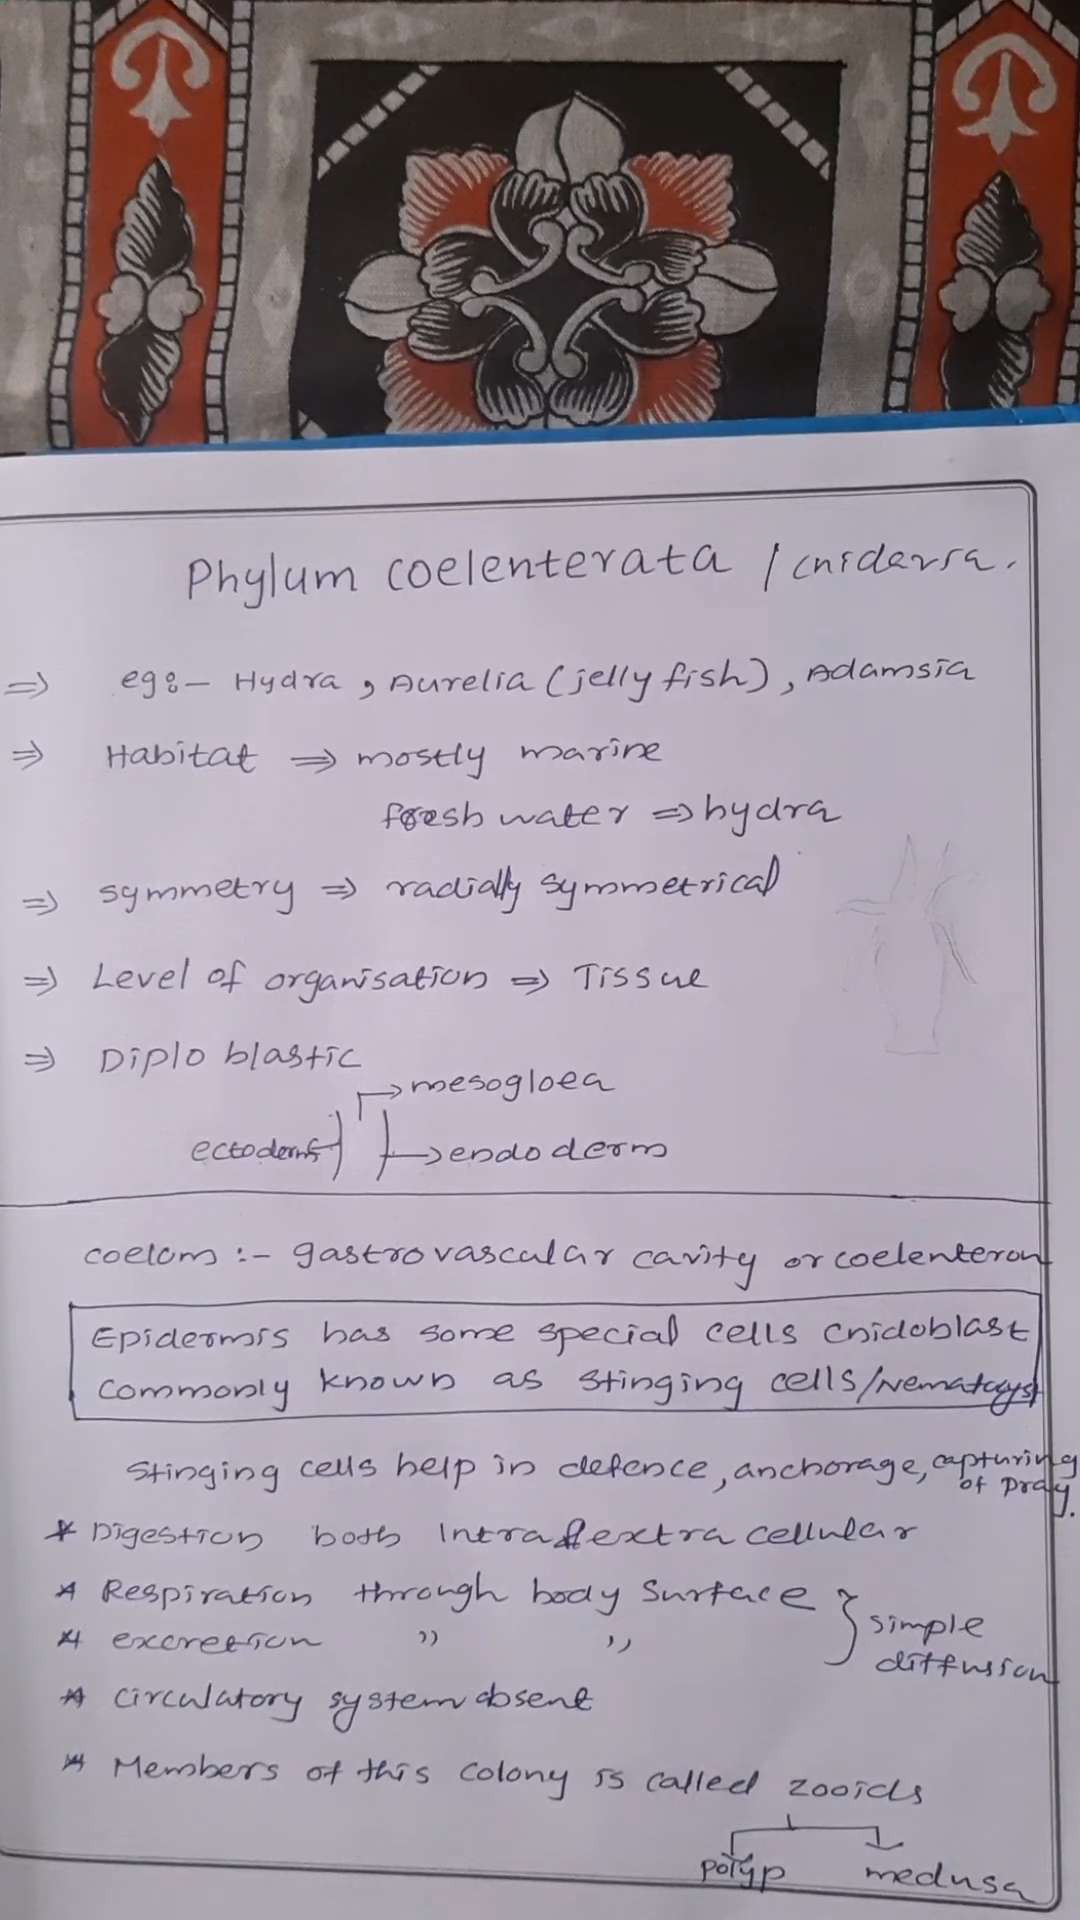 Phylum coelenterata / cnidaria.
⇒ eg:- Hydra, Aurelia (jelly fish), Adamsia
⇒ Habitat ⇒ mostly marine
fresh water ⇒ hydra
⇒ symmetry ⇒ radially symmetrical
⇒ Level of organisation ⇒ Tissue
⇒ Diplo blastic
→ mesogloea
ectoderm → endoderm
coelom :- gastrovascular cavity or coelenteron
Epidermis has some special cells cnidoblast
commonly known as stinging cells/Nematcyst
stinging cells help in defence, anchorage, capturing
of pray.
* Digestion both Intra & extra cellular
* Respiration through body surface } simple
* excretion ,, ,, diffusion
* circulatory system absent
* Members of this colony is called zooids
polyp medusa